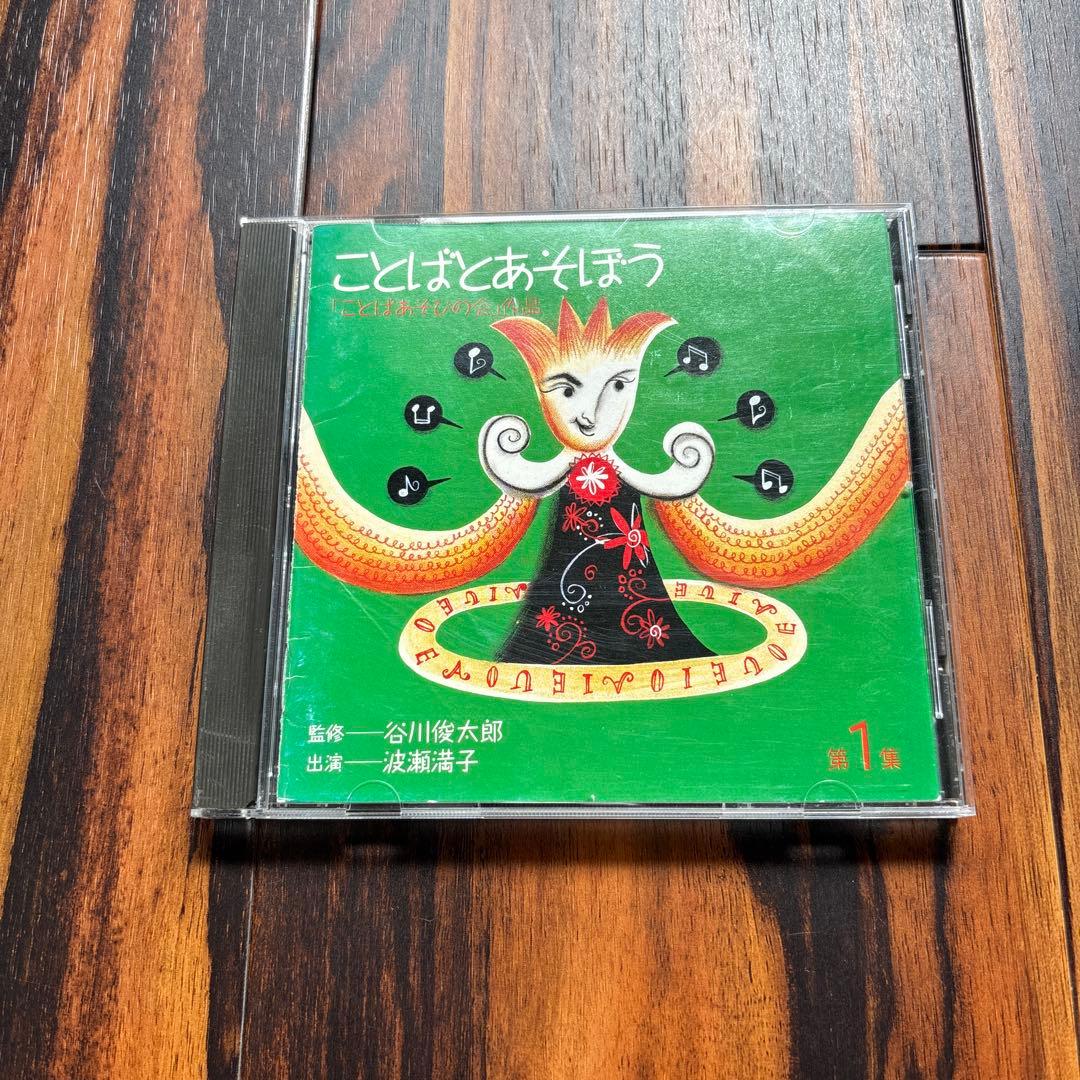 ことばとあそぼう
「ことばあそびの会」作品
監修──谷川俊太郎
出演──波瀬満子
第1集